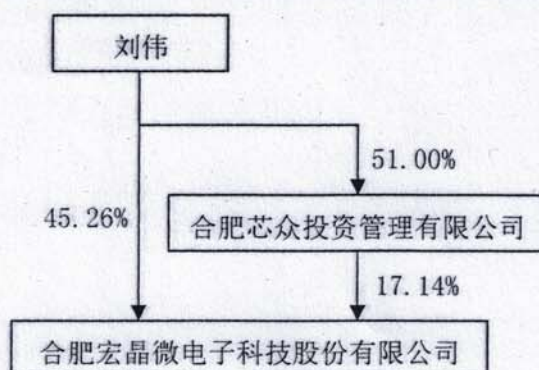 刘伟
51.00%
45.26%
合肥芯众投资管理有限公司
17.14%
合肥宏晶微电子科技股份有限公司